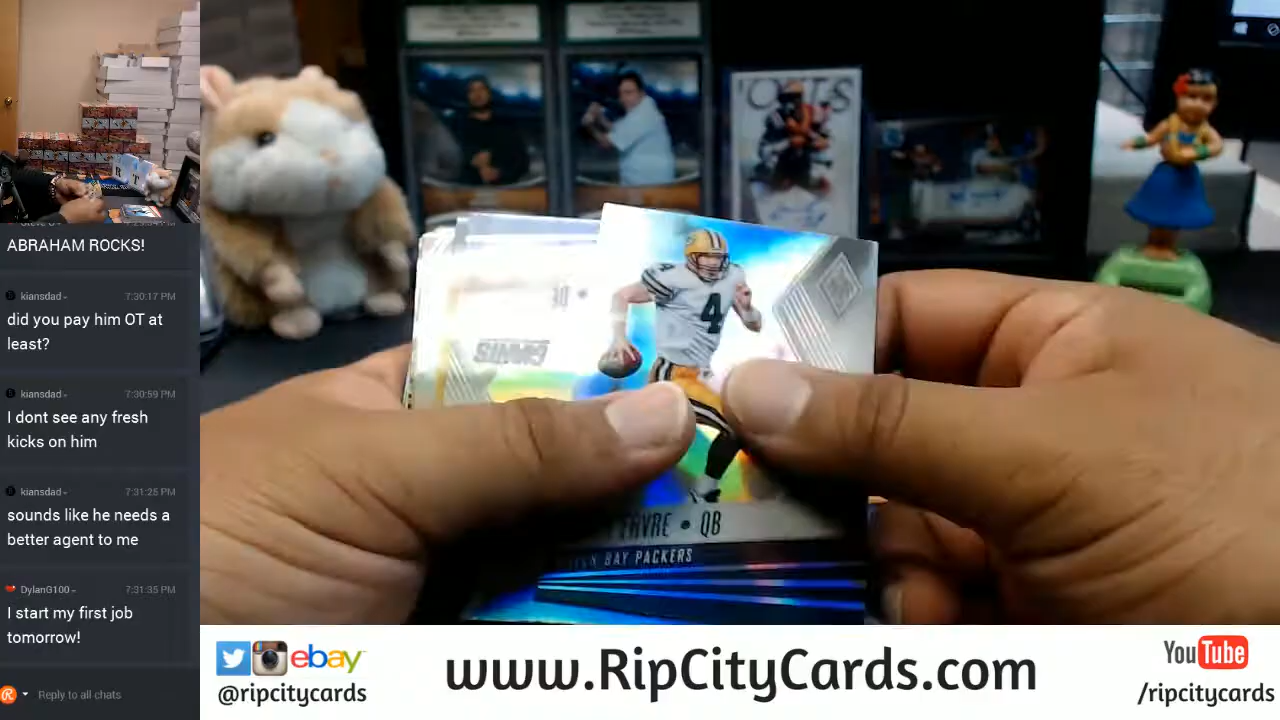 ABRAHAM ROCKS!
kiansdad
7:30:17 PM
did you pay him OT at
least?
kiansdad
7:30:59 PM
I dont see any fresh
kicks on him
kiansdad
7:31:25 PM
sounds like he needs a
better agent to me
DylanG100
7:31:35 PM
I start my first job
tomorrow!
Reply to all chats
4
4
FAVRE • QB
BAY PACKERS
GIANTS
ebay
@ripcitycards
www.RipCityCards.com
YouTube
/ripcitycards